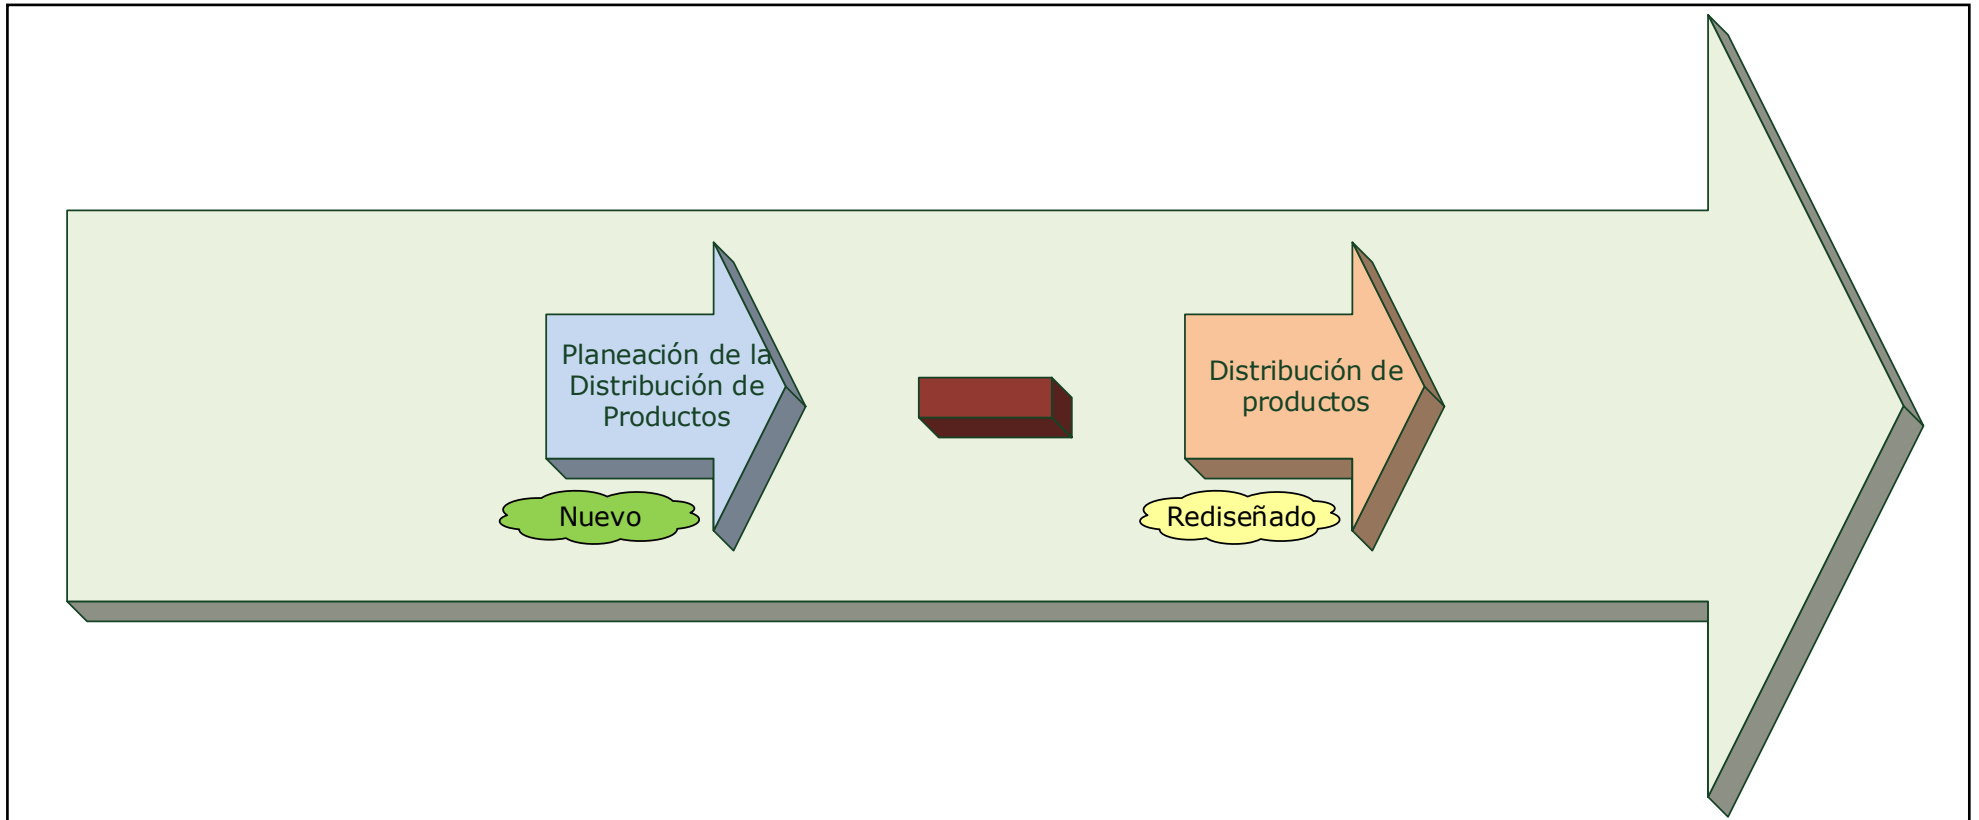 Planeación de la
Distribución de
Productos
Nuevo
Distribución de
productos
Rediseñado